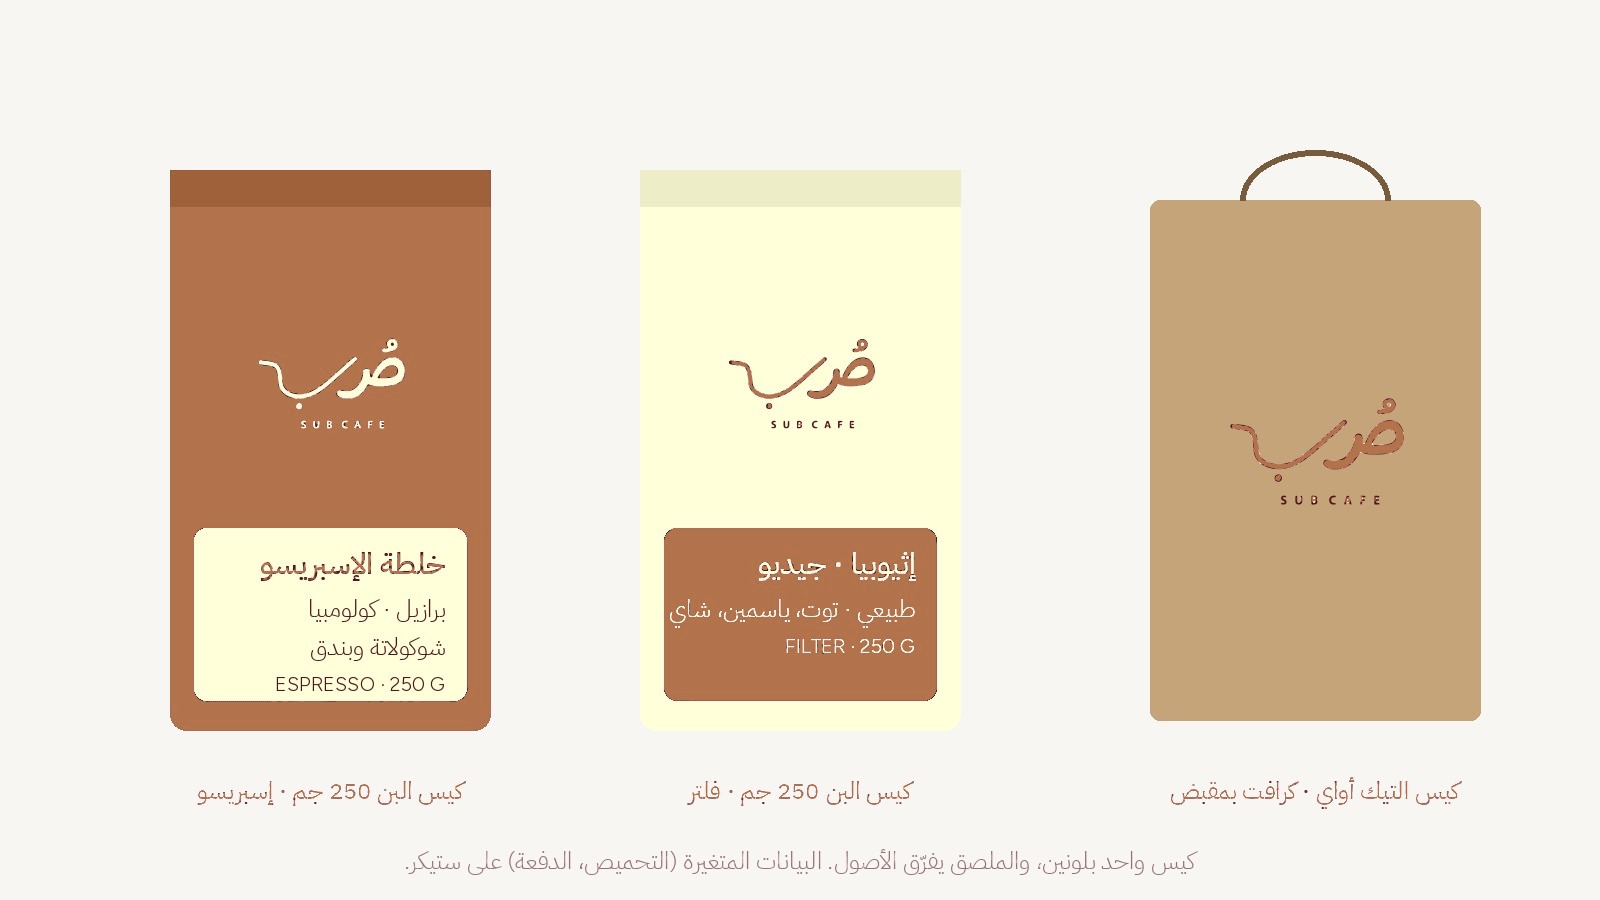 صُب
SUB CAFE
كيس التيك أواي · كرافت بمقبض
صُب
SUB CAFE
إثيوبيا · جيديو
طبيعي · توت، ياسمين، شاي
FILTER · 250 G
كيس البن 250 جم · فلتر
صُب
SUB CAFE
خلطة الإسبريسو
برازيل · كولومبيا
شوكولاتة وبندق
ESPRESSO · 250 G
كيس البن 250 جم · إسبريسو
كيس واحد بلونين، والملصق يفرّق الأصول. البيانات المتغيرة (التحميص، الدفعة) على ستيكر.